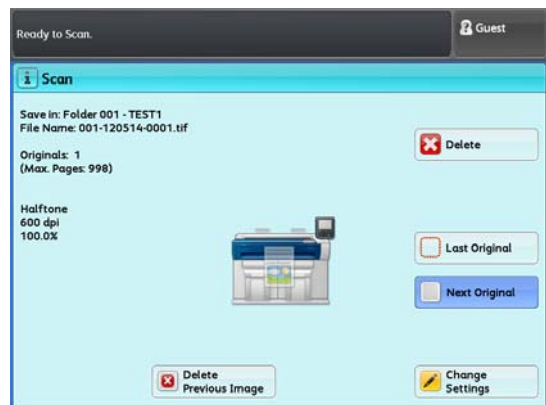 Ready to Scan.
Guest
i Scan
Save in: Folder 001 - TEST1
File Name: 001-120514-0001.tif
Originals: 1
(Max. Pages: 998)
Halftone
600 dpi
100.0%
Delete
Last Original
Next Original
Delete
Previous Image
Change
Settings